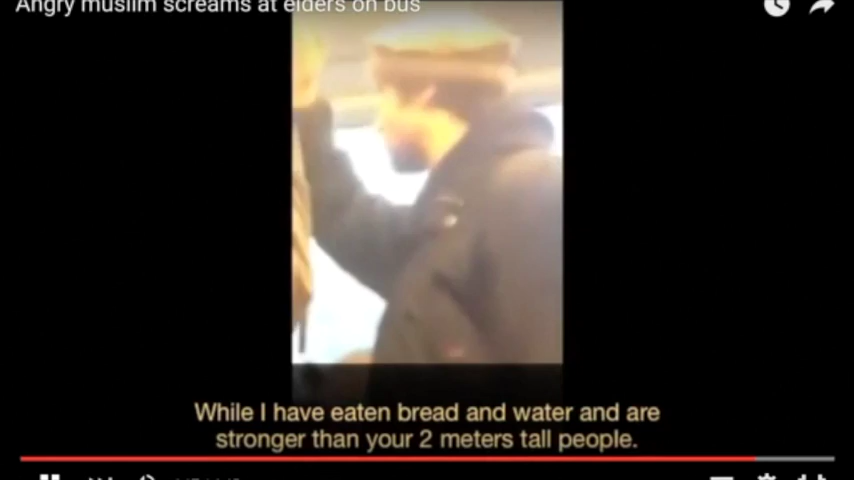 Angry muslim screams at elders on bus
While I have eaten bread and water and are
stronger than your 2 meters tall people.